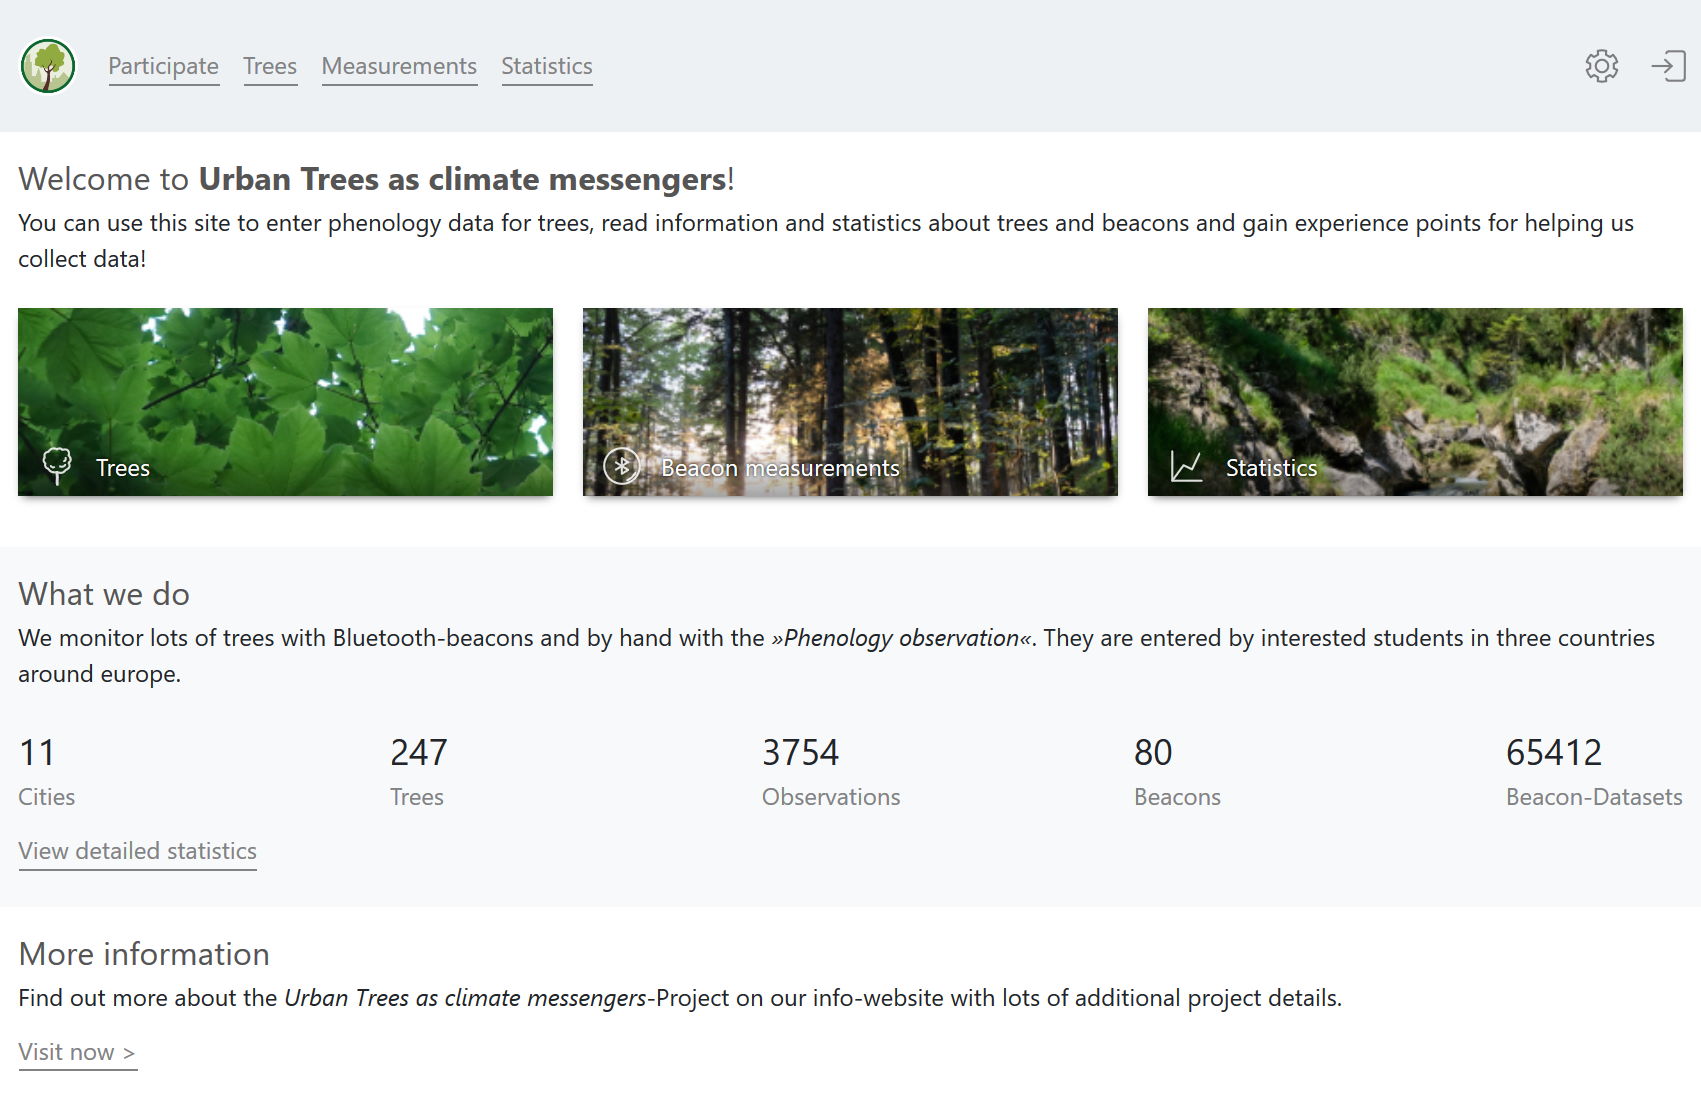 Participate Trees Measurements Statistics
Welcome to Urban Trees as climate messengers!
You can use this site to enter phenology data for trees, read information and statistics about trees and beacons and gain experience points for helping us
collect data!
Trees
Beacon measurements
Statistics
What we do
We monitor lots of trees with Bluetooth-beacons and by hand with the »Phenology observation«. They are entered by interested students in three countries
around europe.
11
Cities
247
Trees
3754
Observations
80
Beacons
65412
Beacon-Datasets
View detailed statistics
More information
Find out more about the Urban Trees as climate messengers-Project on our info-website with lots of additional project details.
Visit now >